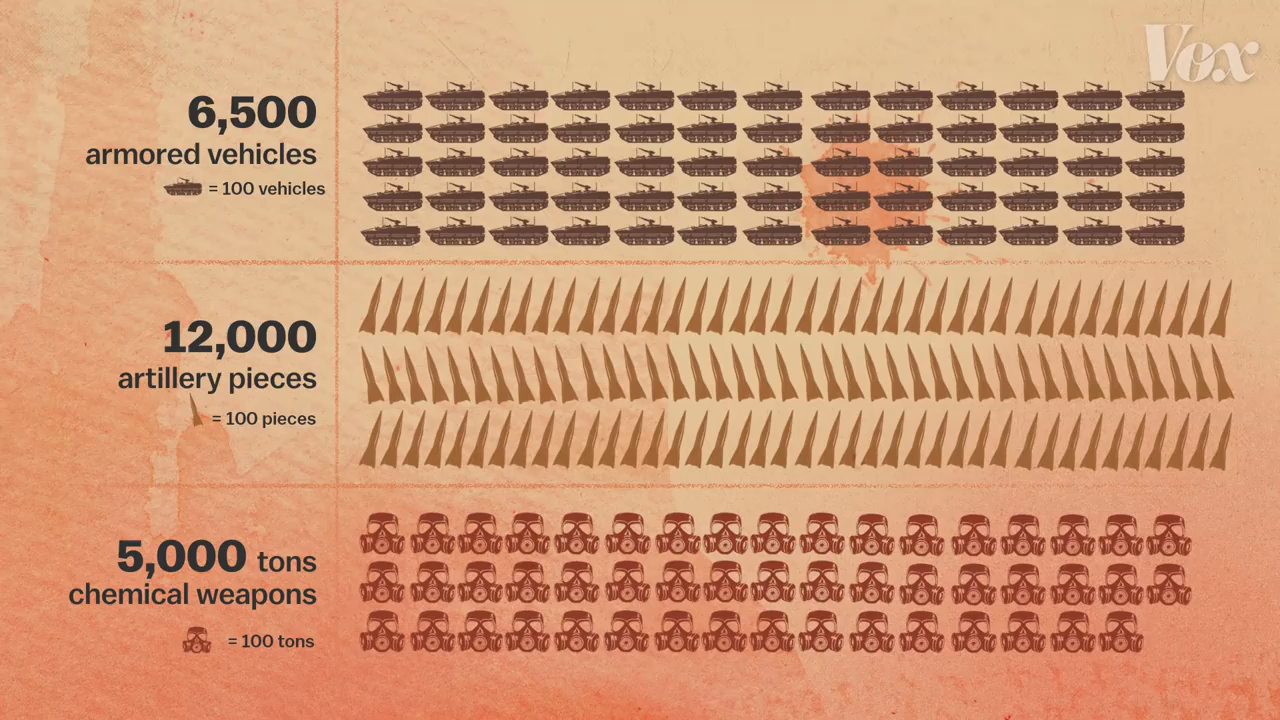 Vox
6,500
armored vehicles
= 100 vehicles
12,000
artillery pieces
= 100 pieces
5,000 tons
chemical weapons
= 100 tons